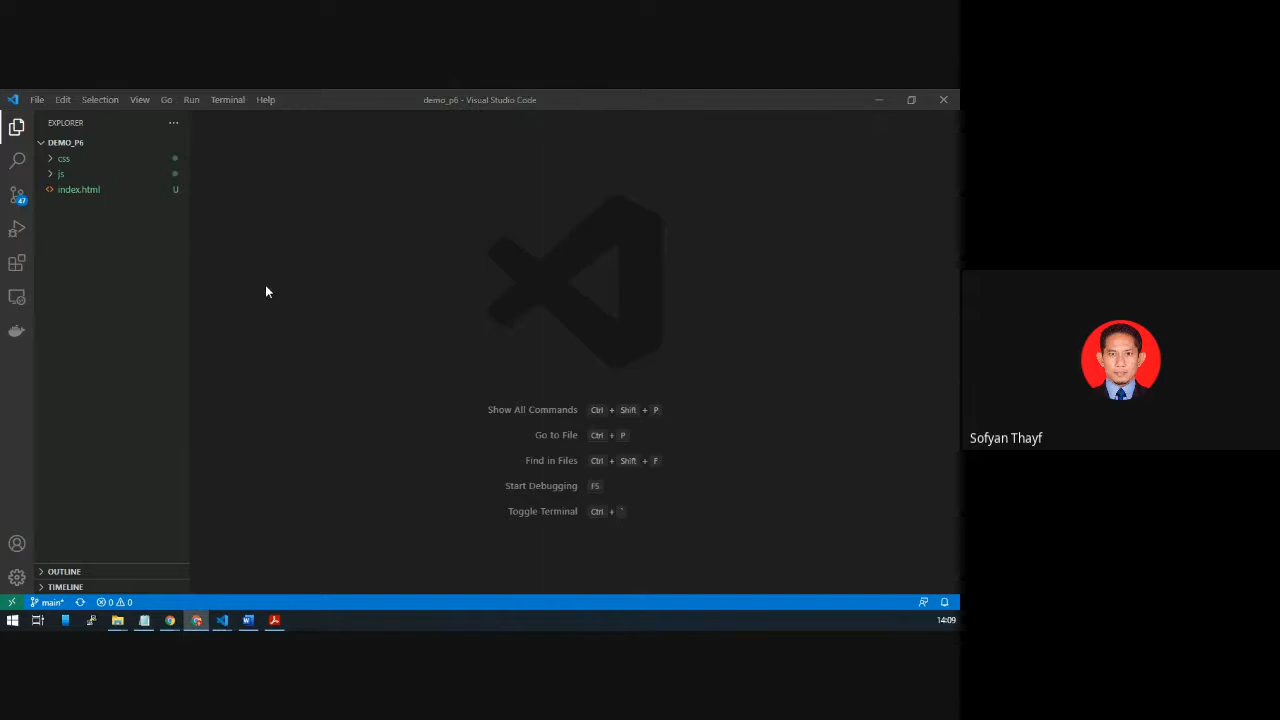 File Edit Selection View Go Run Terminal Help
demo_p6 - Visual Studio Code
EXPLORER
DEMO_P6
css
js
index.html U
47
Show All Commands Ctrl + Shift + P
Go to File Ctrl + P
Find in Files Ctrl + Shift + F
Start Debugging F5
Toggle Terminal Ctrl + `
Sofyan Thayf
OUTLINE
TIMELINE
main* 0 0
14:09